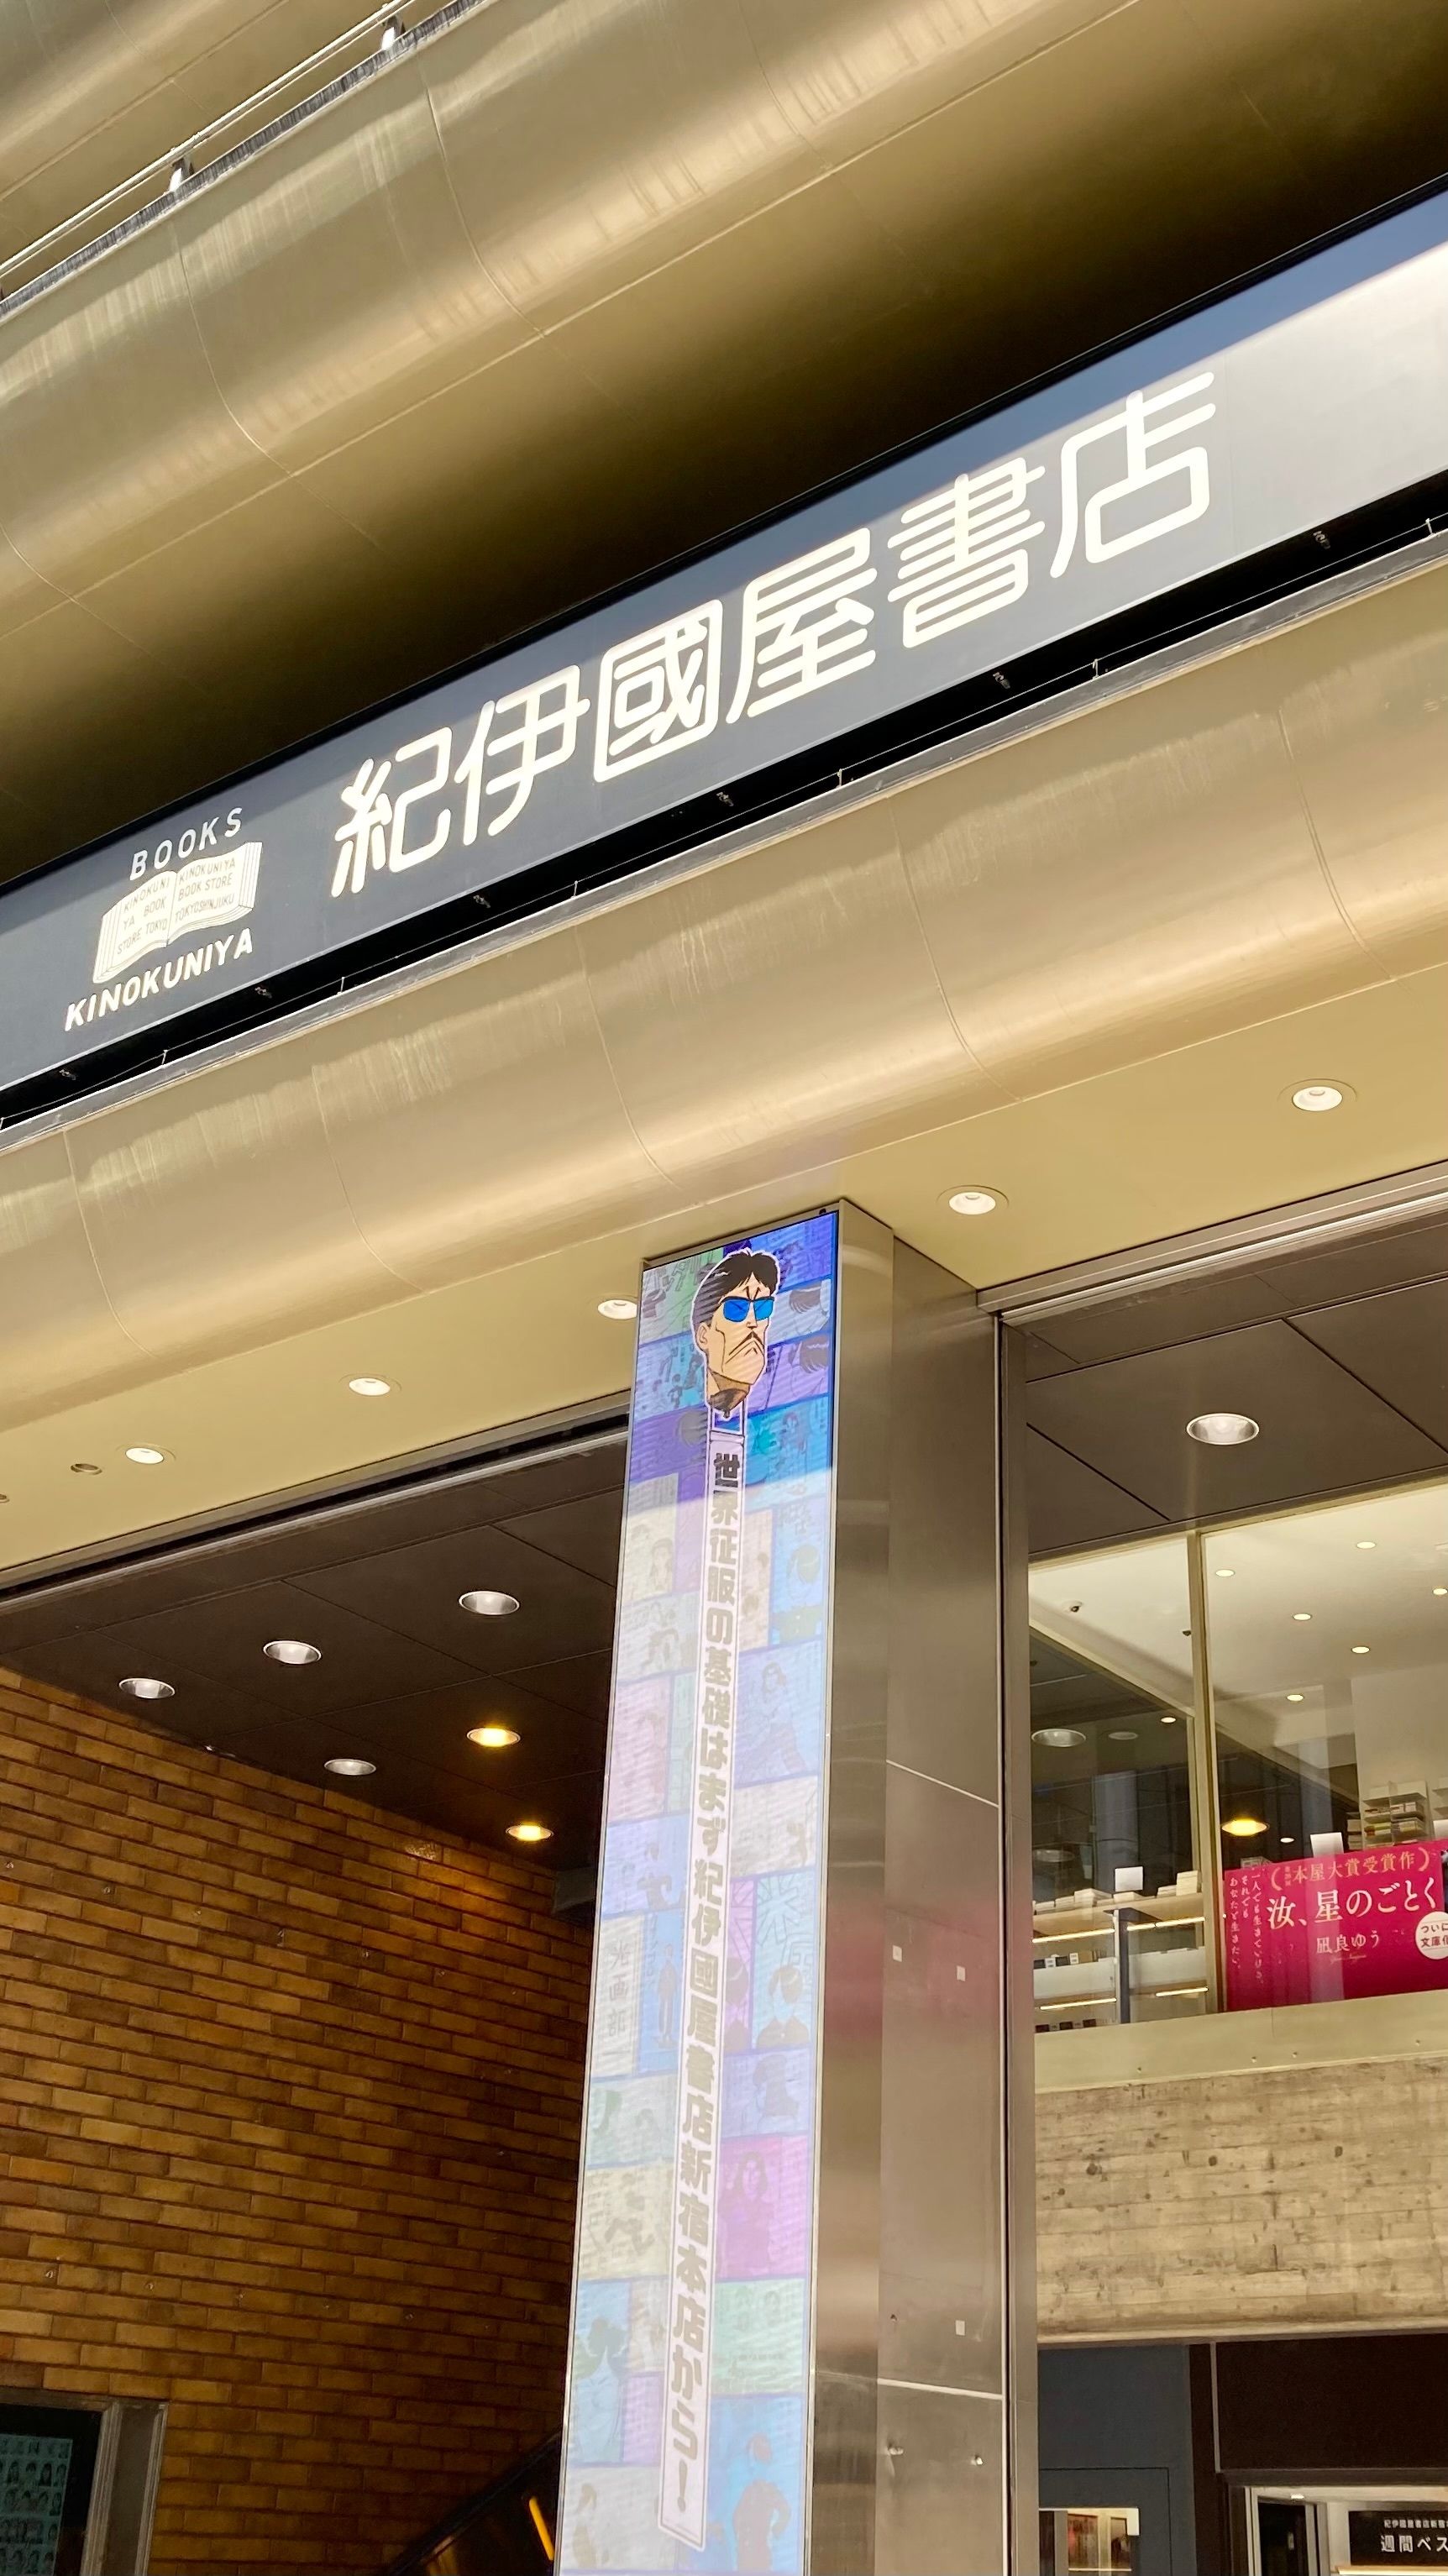 BOOKS
KINOKUNI
YA BOOK
STORE TOKYO
KINOKUNIYA
BOOK STORE
TOKYOSHINJUKU
KINOKUNIYA
紀伊國屋書店
世界征服の基礎はまず紀伊國屋書店新宿本店から!
本屋大賞受賞作
汝、星のごとく
凪良ゆう
ついに
週間ベス